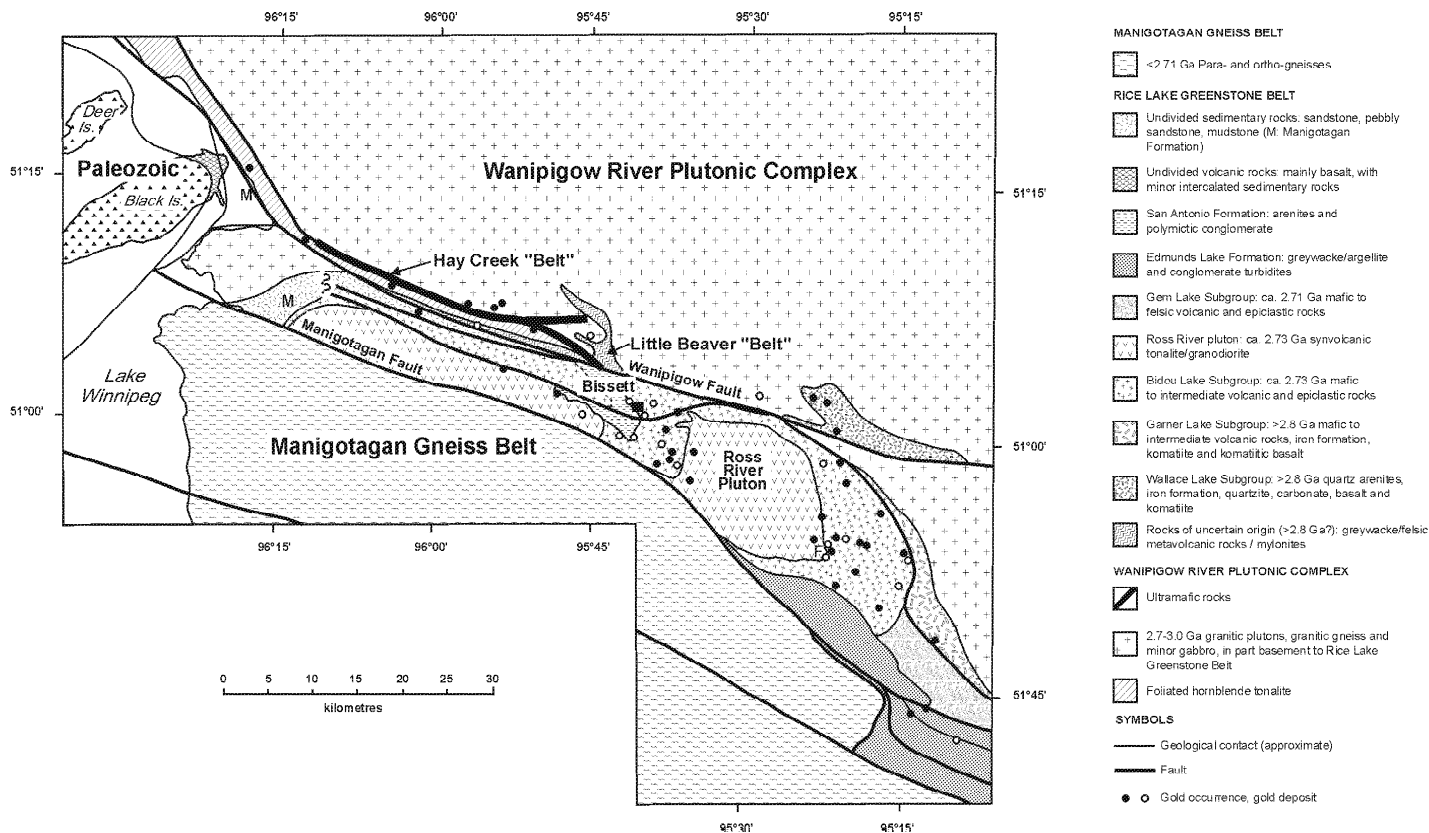 96°15' 96°00' 95°45' 95°30' 95°15'
Deer
Is.
Paleozoic
Black Is.
M
51°15'
Wanipigow River Plutonic Complex
51°15'
Hay Creek "Belt"
M
Manigotagan Fault
Little Beaver "Belt"
Wanipigow Fault
Bissett
Lake
Winnipeg
51°00'
Manigotagan Gneiss Belt
Ross
River
Pluton
51°00'
F
96°15' 96°00' 95°45'
0 5 10 15 20 25 30
kilometres
51°45'
95°30' 95°15'
MANIGOTAGAN GNEISS BELT
<2.71 Ga Para- and ortho-gneisses
RICE LAKE GREENSTONE BELT
Undivided sedimentary rocks: sandstone, pebbly
sandstone, mudstone (M: Manigotagan
Formation)
Undivided volcanic rocks: mainly basalt, with
minor intercalated sedimentary rocks
San Antonio Formation: arenites and
polymictic conglomerate
Edmunds Lake Formation: greywacke/argellite
and conglomerate turbidites
Gem Lake Subgroup: ca. 2.71 Ga mafic to
felsic volcanic and epiclastic rocks
Ross River pluton: ca. 2.73 Ga synvolcanic
tonalite/granodiorite
Bidou Lake Subgroup: ca. 2.73 Ga mafic
to intermediate volcanic and epiclastic rocks
Garner Lake Subgroup: >2.8 Ga mafic to
intermediate volcanic rocks, iron formation,
komatiite and komatiitic basalt
Wallace Lake Subgroup: >2.8 Ga quartz arenites,
iron formation, quartzite, carbonate, basalt and
komatiite
Rocks of uncertain origin (>2.8 Ga?): greywacke/felsic
metavolcanic rocks / mylonites
WANIPIGOW RIVER PLUTONIC COMPLEX
Ultramafic rocks
2.7-3.0 Ga granitic plutons, granitic gneiss and
minor gabbro, in part basement to Rice Lake
Greenstone Belt
Foliated hornblende tonalite
SYMBOLS
Geological contact (approximate)
Fault
Gold occurrence, gold deposit